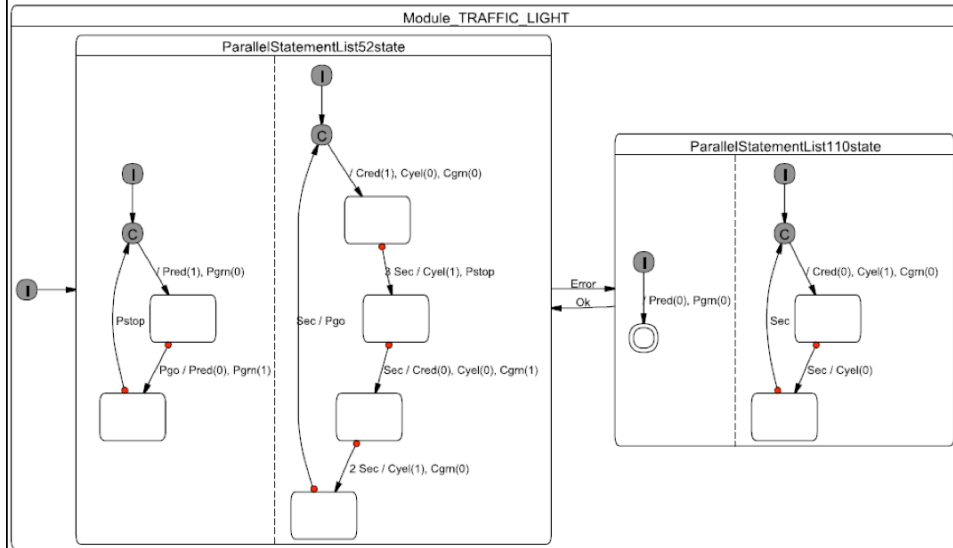 Module_TRAFFIC_LIGHT
ParallelStatementList52state
I
C
/ Pred(1), Pgrn(0)
Pstop
Pgo / Pred(0), Pgrn(1)
I
C
/ Cred(1), Cyel(0), Cgrn(0)
3 Sec / Cyel(1), Pstop
Sec / Pgo
Sec / Cred(0), Cyel(0), Cgrn(1)
2 Sec / Cyel(1), Cgrn(0)
I
Error
Ok
ParallelStatementList110state
I
/ Pred(0), Pgrn(0)
I
C
/ Cred(0), Cyel(1), Cgrn(0)
Sec
Sec / Cyel(0)